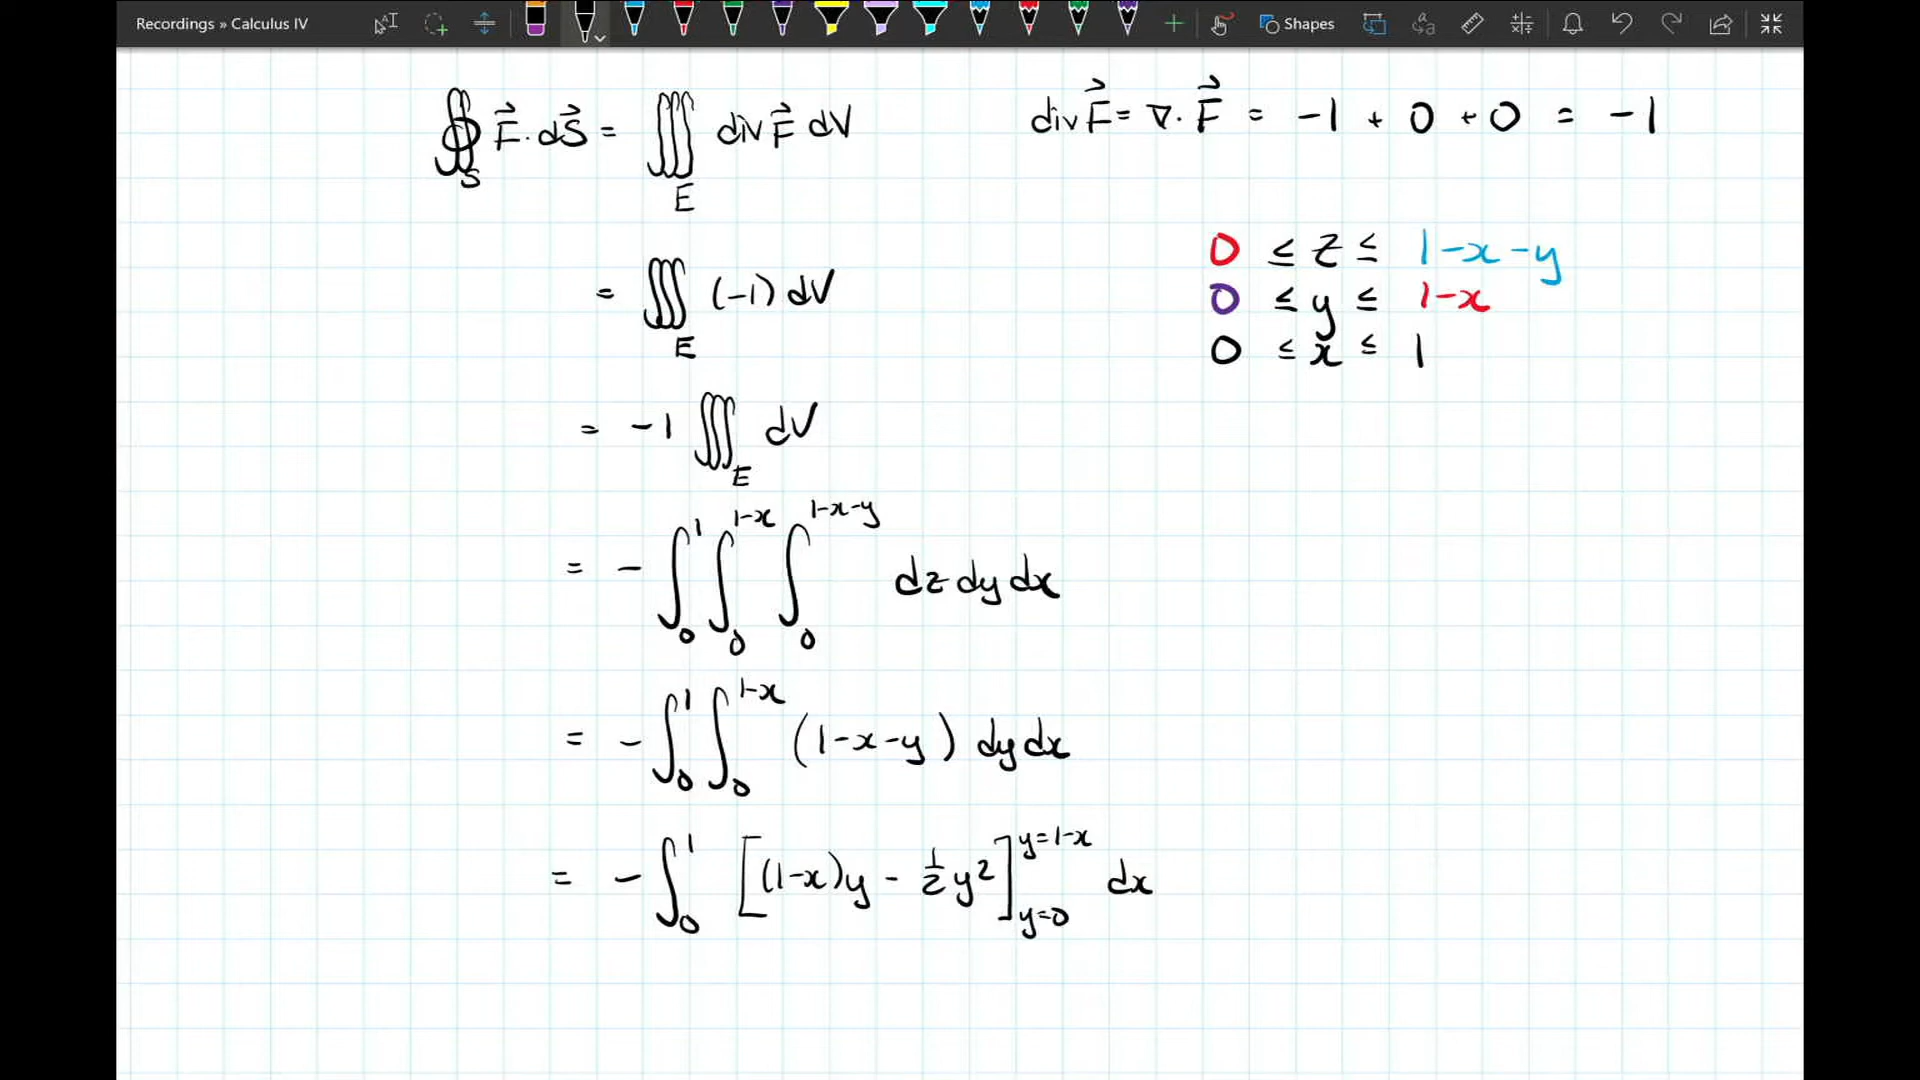 Recordings » Calculus IV
Shapes
∯_S F⃗ · dS⃗ = ∭_E div F⃗ dV
div F⃗ = ∇ · F⃗ = -1 + 0 + 0 = -1
= ∭_E (-1) dV
0 ≤ z ≤ 1-x-y
0 ≤ y ≤ 1-x
0 ≤ x ≤ 1
= -1 ∭_E dV
= - ∫_0^1 ∫_0^{1-x} ∫_0^{1-x-y} dz dy dx
= - ∫_0^1 ∫_0^{1-x} (1-x-y) dy dx
= - ∫_0^1 [(1-x)y - 1/2 y²]_{y=0}^{y=1-x} dx